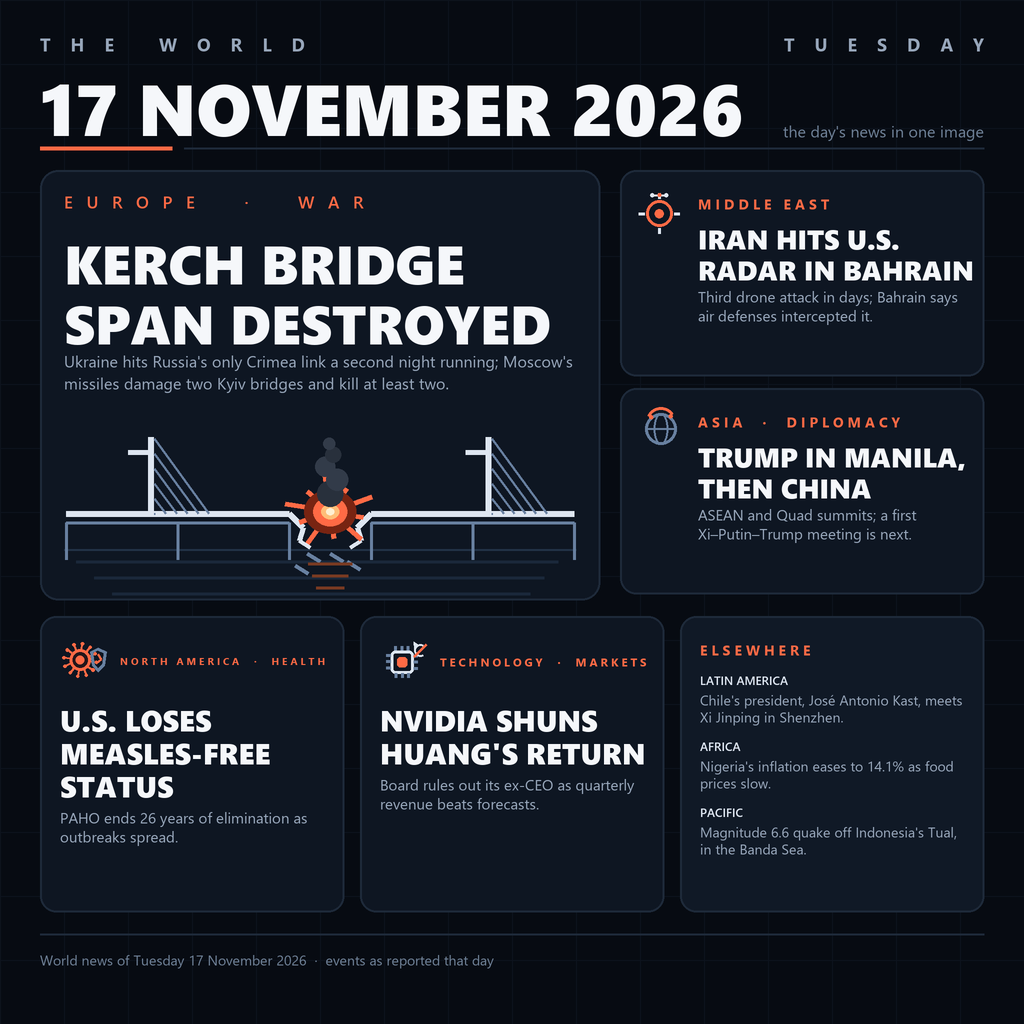 THE WORLD
TUESDAY
17 NOVEMBER 2026
the day's news in one image
EUROPE · WAR
KERCH BRIDGE
SPAN DESTROYED
Ukraine hits Russia's only Crimea link a second night running; Moscow's
missiles damage two Kyiv bridges and kill at least two.
MIDDLE EAST
IRAN HITS U.S.
RADAR IN BAHRAIN
Third drone attack in days; Bahrain says
air defenses intercepted it.
ASIA · DIPLOMACY
TRUMP IN MANILA,
THEN CHINA
ASEAN and Quad summits; a first
Xi–Putin–Trump meeting is next.
NORTH AMERICA · HEALTH
U.S. LOSES
MEASLES-FREE
STATUS
PAHO ends 26 years of elimination as
outbreaks spread.
TECHNOLOGY · MARKETS
NVIDIA SHUNS
HUANG'S RETURN
Board rules out its ex-CEO as quarterly
revenue beats forecasts.
ELSEWHERE
LATIN AMERICA
Chile's president, José Antonio Kast, meets
Xi Jinping in Shenzhen.
AFRICA
Nigeria's inflation eases to 14.1% as food
prices slow.
PACIFIC
Magnitude 6.6 quake off Indonesia's Tual,
in the Banda Sea.
World news of Tuesday 17 November 2026 · events as reported that day